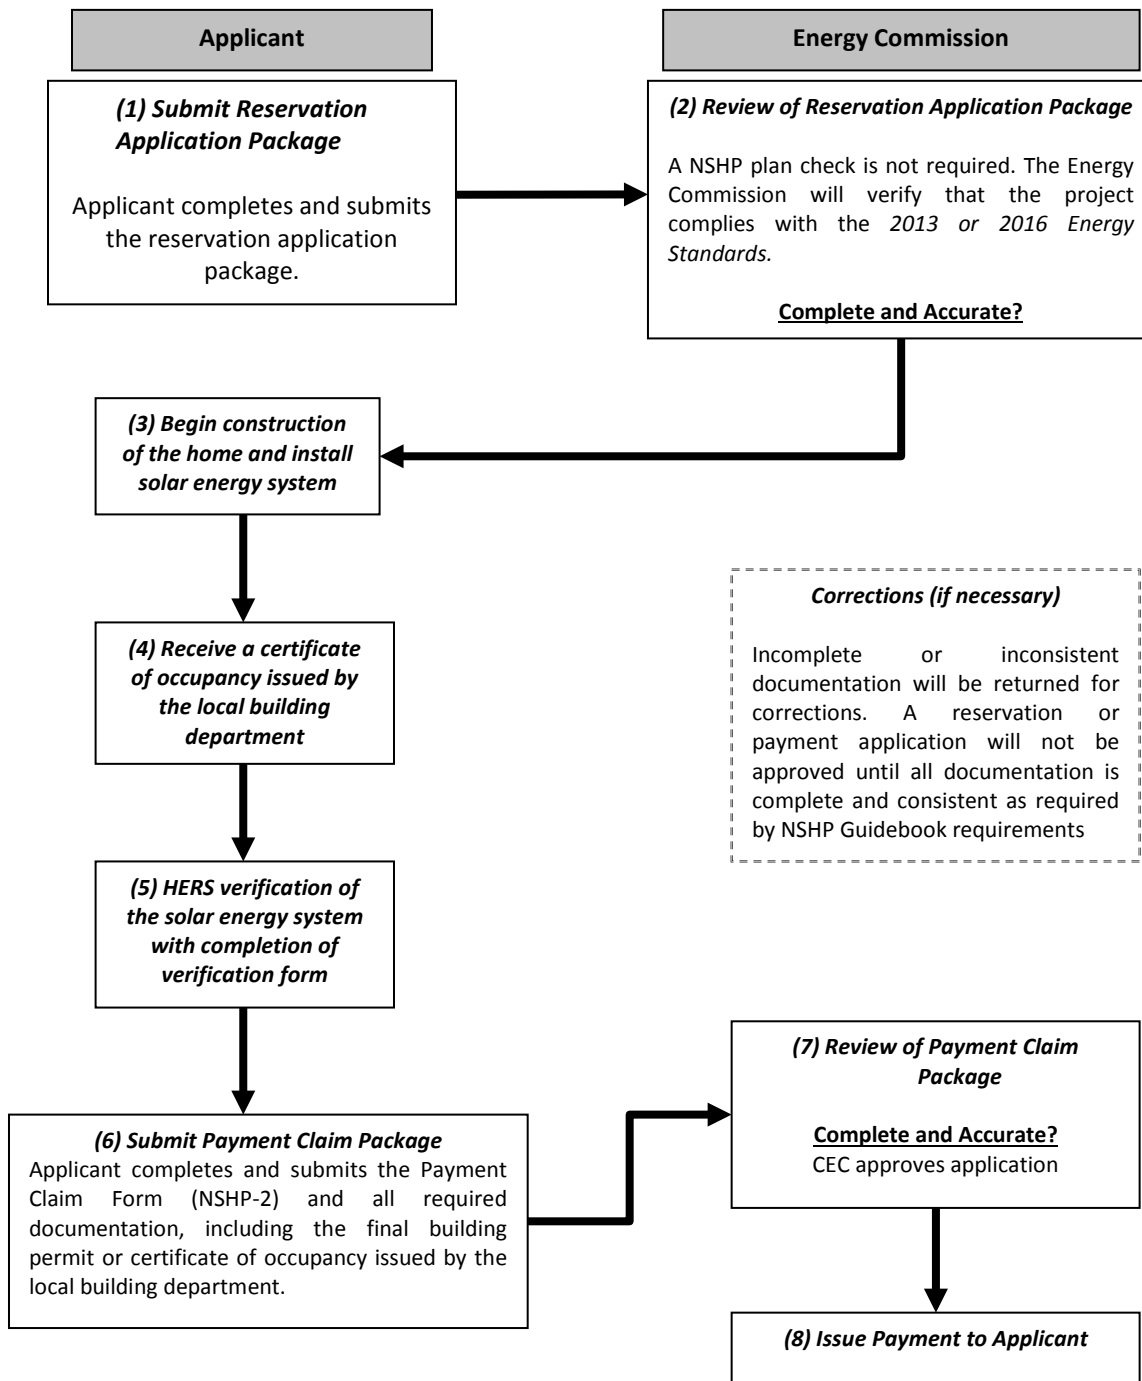 Applicant
Energy Commission
(1) Submit Reservation
Application Package
Applicant completes and submits
the reservation application
package.
(2) Review of Reservation Application Package
A NSHP plan check is not required. The Energy
Commission will verify that the project
complies with the 2013 or 2016 Energy
Standards.
Complete and Accurate?
(3) Begin construction
of the home and install
solar energy system
(4) Receive a certificate
of occupancy issued by
the local building
department
Corrections (if necessary)
Incomplete or inconsistent
documentation will be returned for
corrections. A reservation or
payment application will not be
approved until all documentation is
complete and consistent as required
by NSHP Guidebook requirements
(5) HERS verification of
the solar energy system
with completion of
verification form
(6) Submit Payment Claim Package
Applicant completes and submits the Payment
Claim Form (NSHP-2) and all required
documentation, including the final building
permit or certificate of occupancy issued by the
local building department.
(7) Review of Payment Claim
Package
Complete and Accurate?
CEC approves application
(8) Issue Payment to Applicant